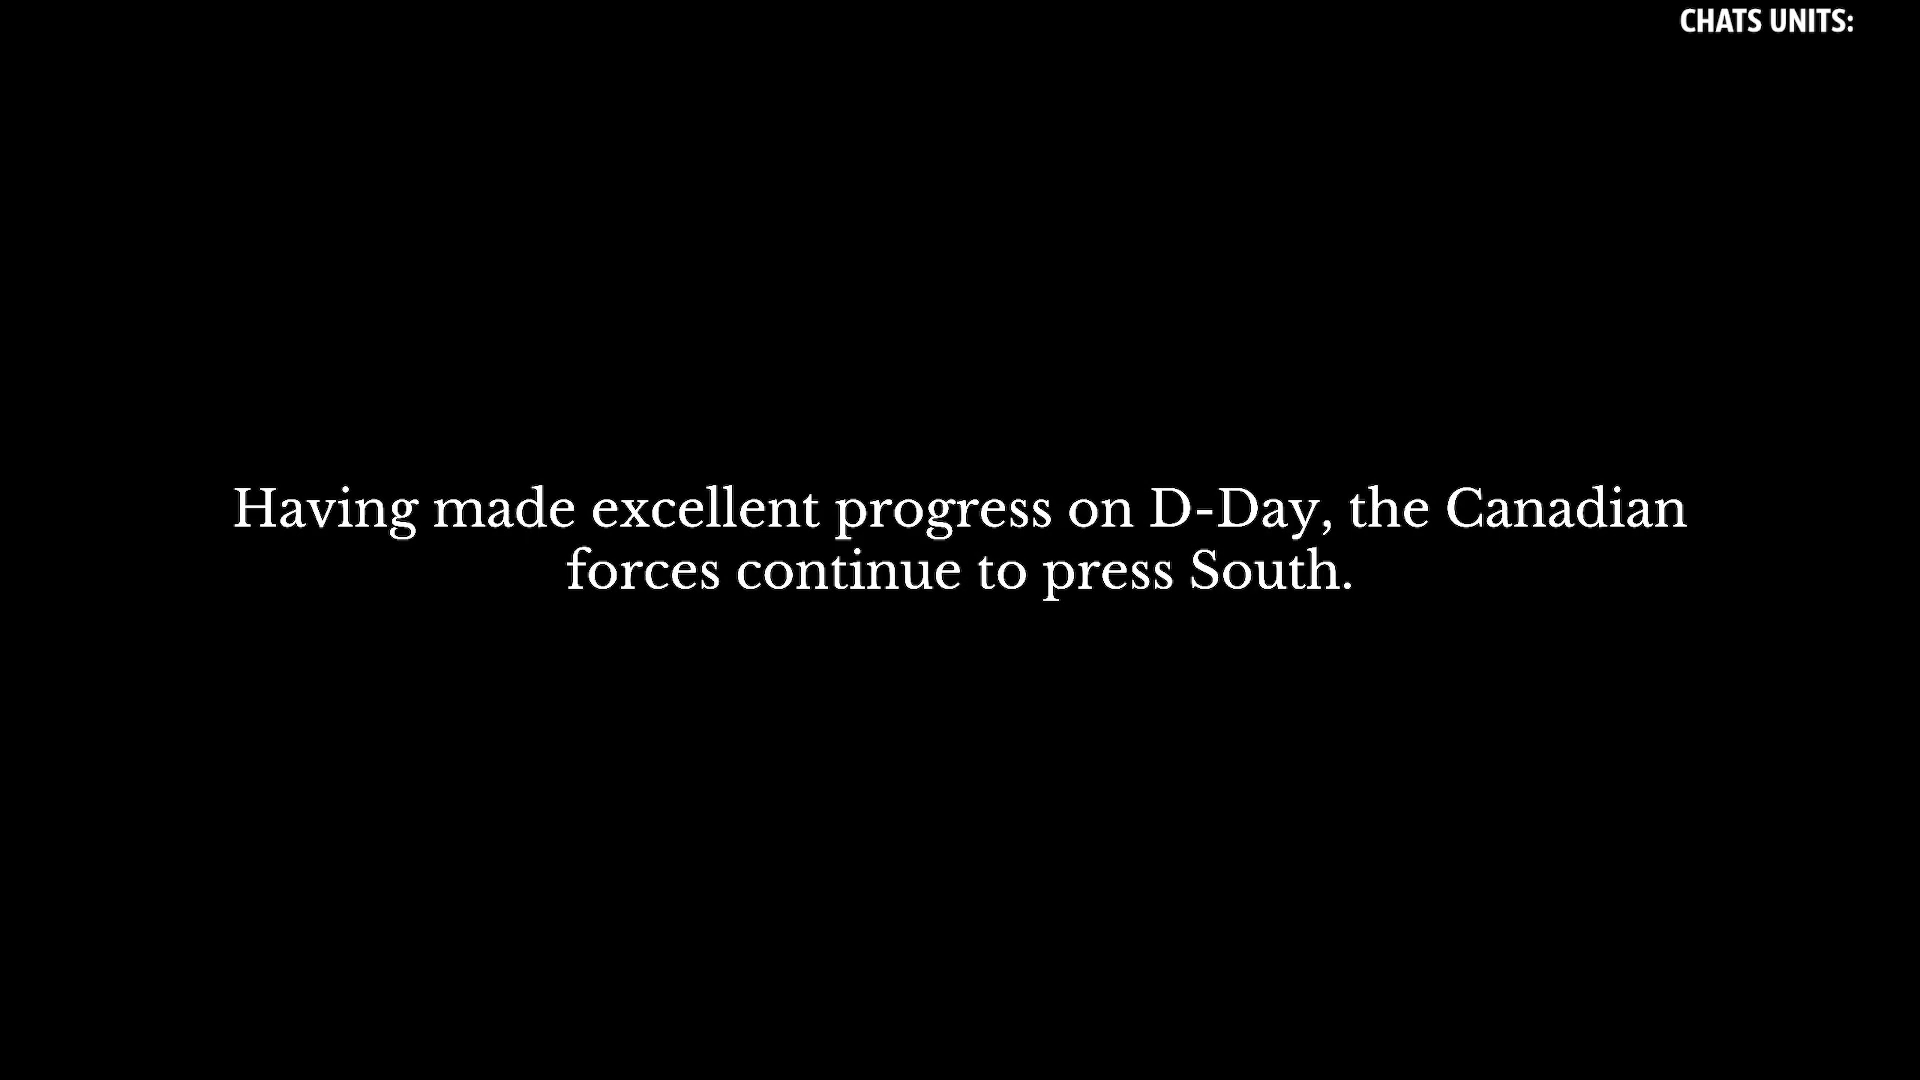 CHATS UNITS:
Having made excellent progress on D-Day, the Canadian
forces continue to press South.